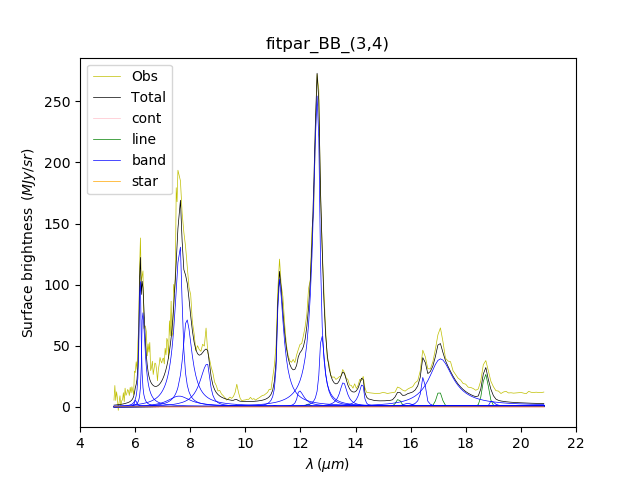 fitpar_BB_(3,4)
Obs
Total
cont
line
band
star
Surface brightness (MJy/sr)
250
200
150
100
50
0
4 6 8 10 12 14 16 18 20 22
λ (μm)